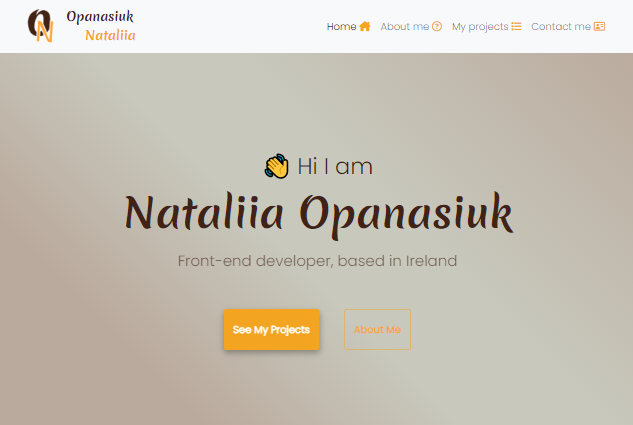 ON
Opanasiuk
Nataliia
Home
About me
My projects
Contact me
Hi I am
Nataliia Opanasiuk
Front-end developer, based in Ireland
See My Projects
About Me